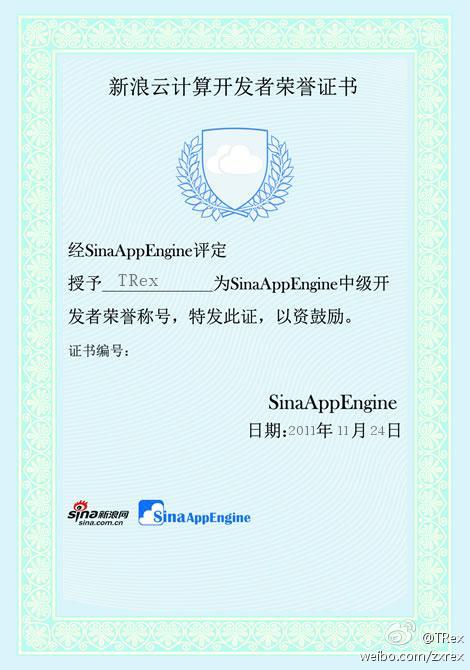 新浪云计算开发者荣誉证书
经SinaAppEngine评定
授予 TRex 为SinaAppEngine中级开
发者荣誉称号，特发此证，以资鼓励。
证书编号：
SinaAppEngine
日期:2011年 11月 24日
sina新浪网
sina.com.cn
SinaAppEngine
@TRex
weibo.com/zxrex